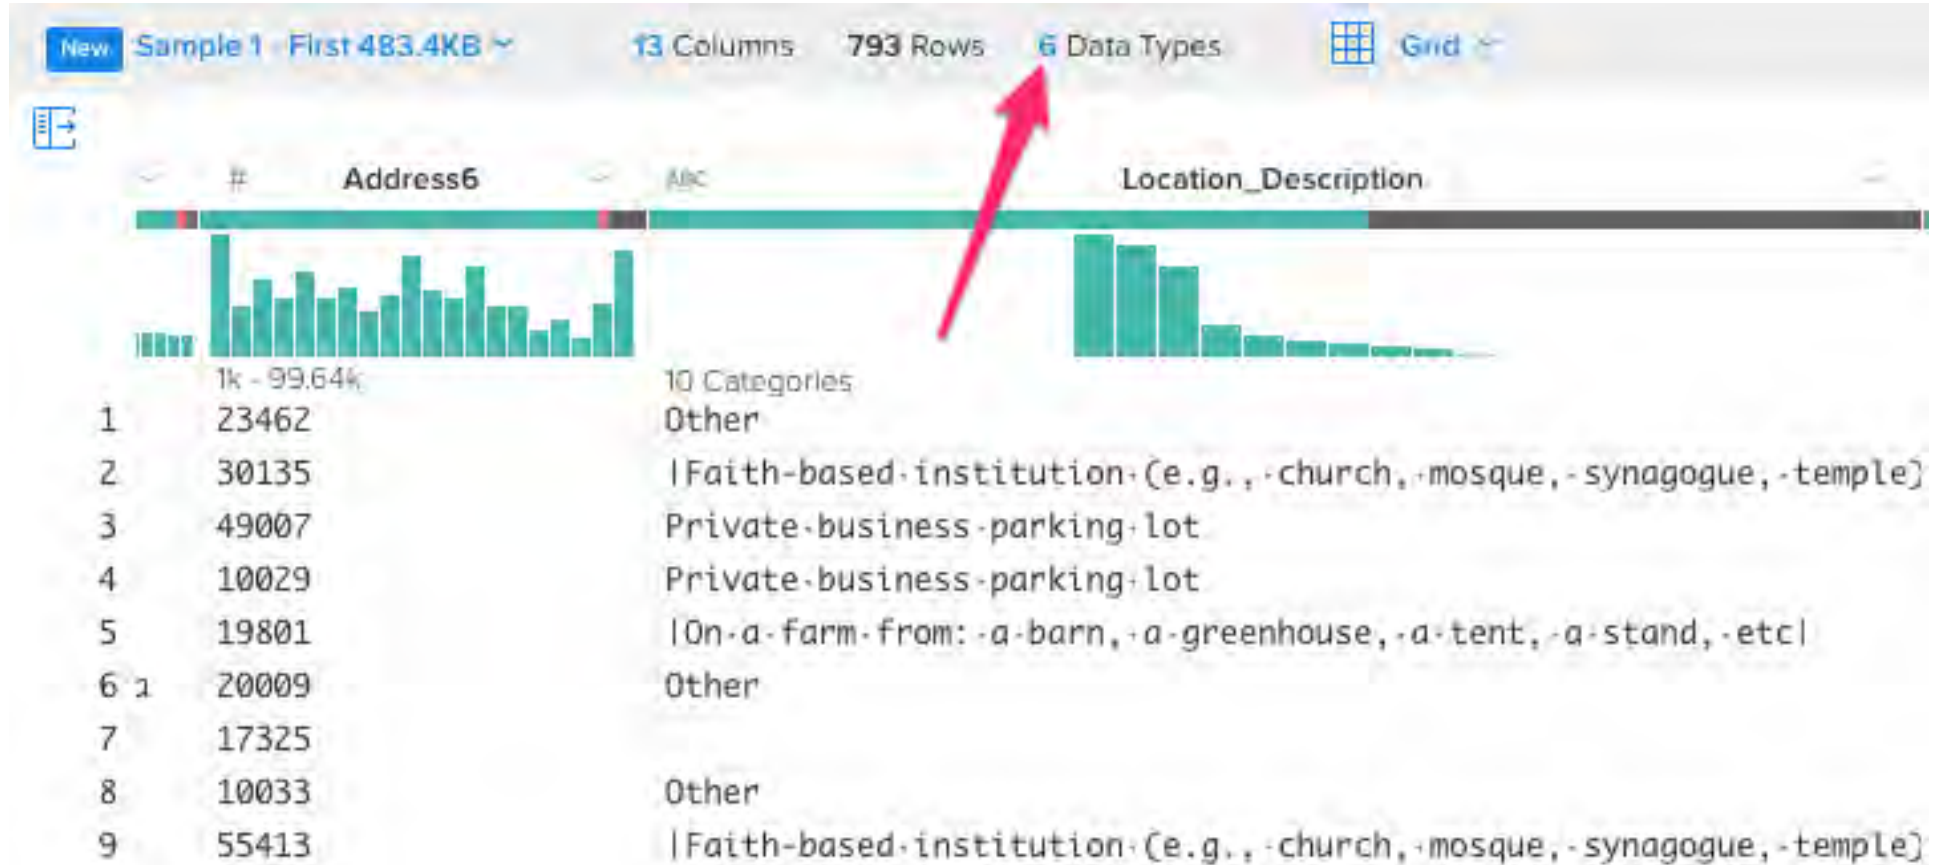 New Sample 1 - First 483.4KB 13 Columns 793 Rows 6 Data Types Grid
# Address6 ABC Location_Description
1k - 99.64k 10 Categories
1 23462 Other
2 30135 |Faith-based·institution·(e.g.,·church,·mosque,·synagogue,·temple)
3 49007 Private·business·parking·lot
4 10029 Private·business·parking·lot
5 19801 |On·a·farm·from:·a·barn,·a·greenhouse,·a·tent,·a·stand,·etc|
6 20009 Other
7 17325
8 10033 Other
9 55413 |Faith-based·institution·(e.g.,·church,·mosque,·synagogue,·temple)